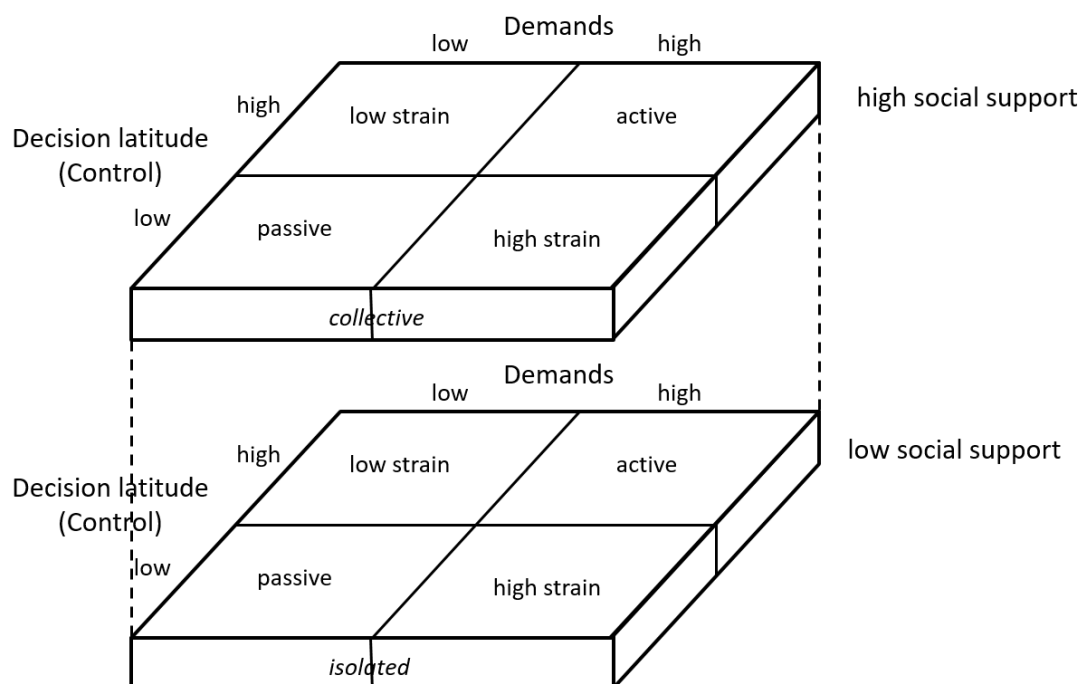 Demands
low high
high low strain active high social support
Decision latitude
(Control)
low passive high strain
collective
Demands
low high
high low strain active low social support
Decision latitude
(Control)
low passive high strain
isolated